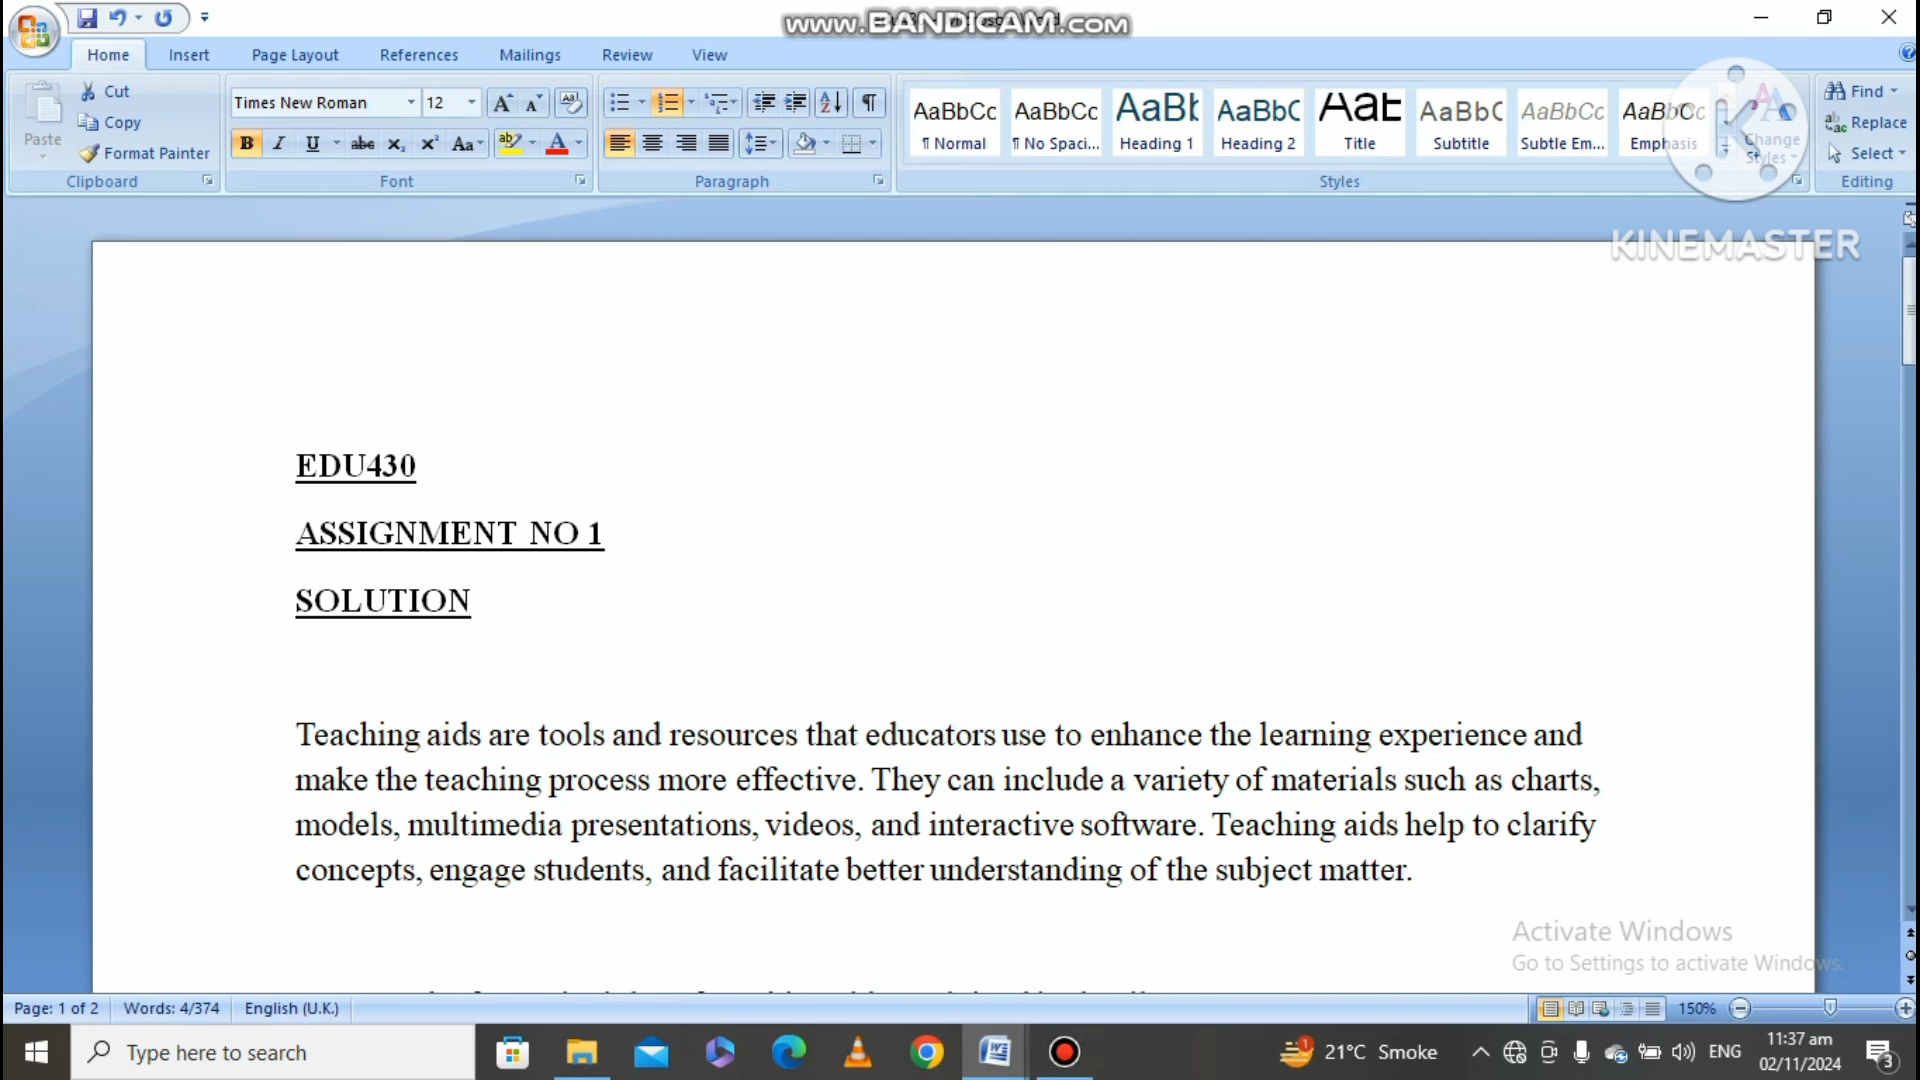 www.BANDICAM.com
Home Insert Page Layout References Mailings Review View
Paste
Cut
Copy
Format Painter
Clipboard
Times New Roman 12
Font
Paragraph
AaBbCc AaBbCc AaBb AaBbC AaB AaBbC AaBbCc AaBbCc
¶ Normal ¶ No Spaci... Heading 1 Heading 2 Title Subtitle Subtle Em... Emphasis
Change
Styles
Styles
Find
Replace
Select
Editing
KINEMASTER
EDU430
ASSIGNMENT NO 1
SOLUTION
Teaching aids are tools and resources that educators use to enhance the learning experience and
make the teaching process more effective. They can include a variety of materials such as charts,
models, multimedia presentations, videos, and interactive software. Teaching aids help to clarify
concepts, engage students, and facilitate better understanding of the subject matter.
Activate Windows
Go to Settings to activate Windows.
Page: 1 of 2 Words: 4/374 English (U.K.) 150%
Type here to search
21°C Smoke
ENG
11:37 am
02/11/2024
3